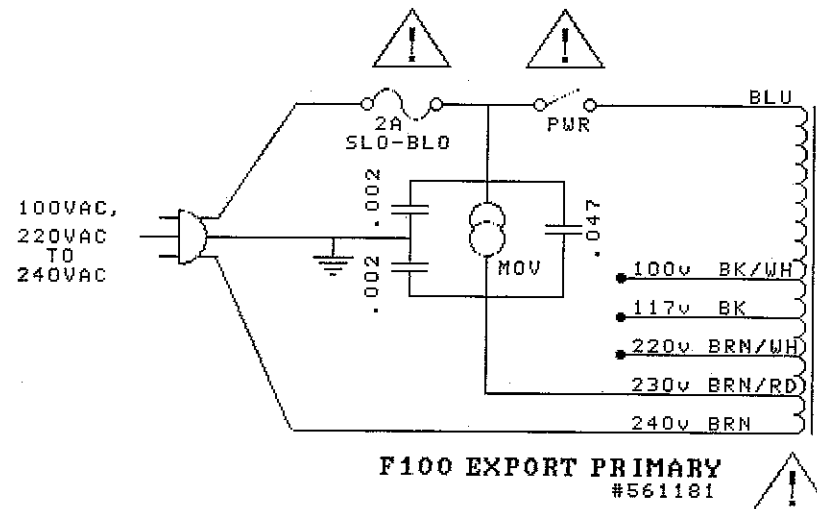 !
!
BLU
2A
SLO-BLO
PWR
.002
.047
100VAC,
220VAC
TO
240VAC
MOV
.002
100v BK/WH
117v BK
220v BRN/WH
230v BRN/RD
240v BRN
F100 EXPORT PRIMARY
#561181
!